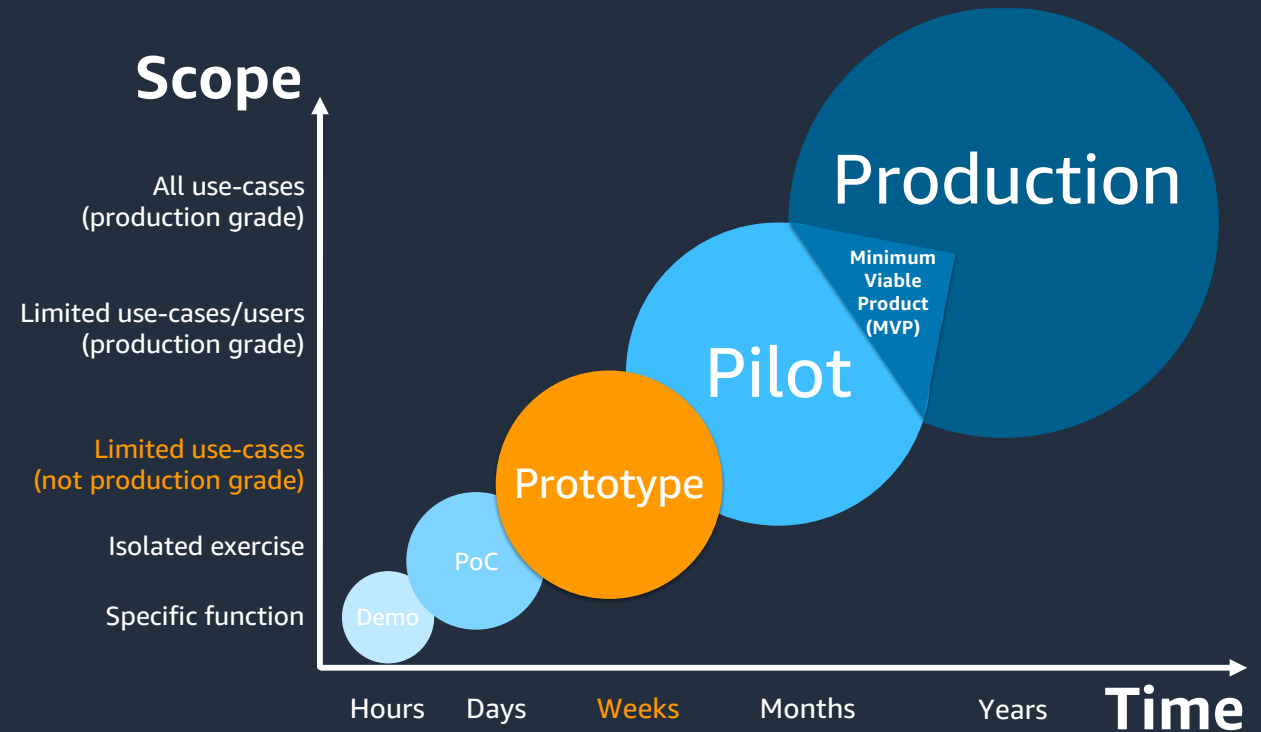 Scope
All use-cases
(production grade)
Limited use-cases/users
(production grade)
Limited use-cases
(not production grade)
Isolated exercise
Specific function
Production
Minimum
Viable
Product
(MVP)
Pilot
Prototype
PoC
Demo
Hours Days Weeks Months Years
Time